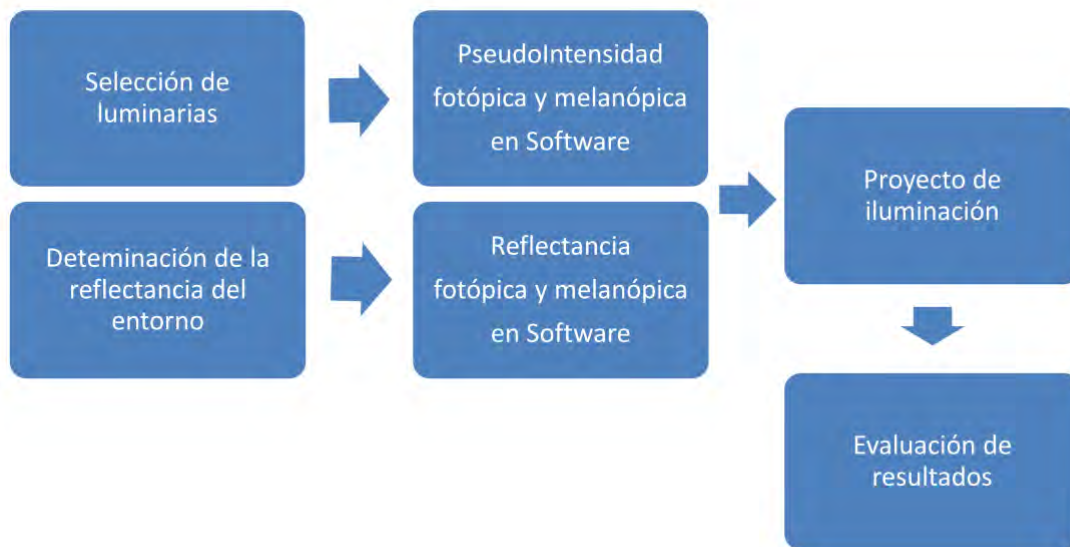 Selección de
luminarias
PseudoIntensidad
fotópica y melanópica
en Software
Deteminación de la
reflectancia del
entorno
Reflectancia
fotópica y melanópica
en Software
Proyecto de
iluminación
Evaluación de
resultados